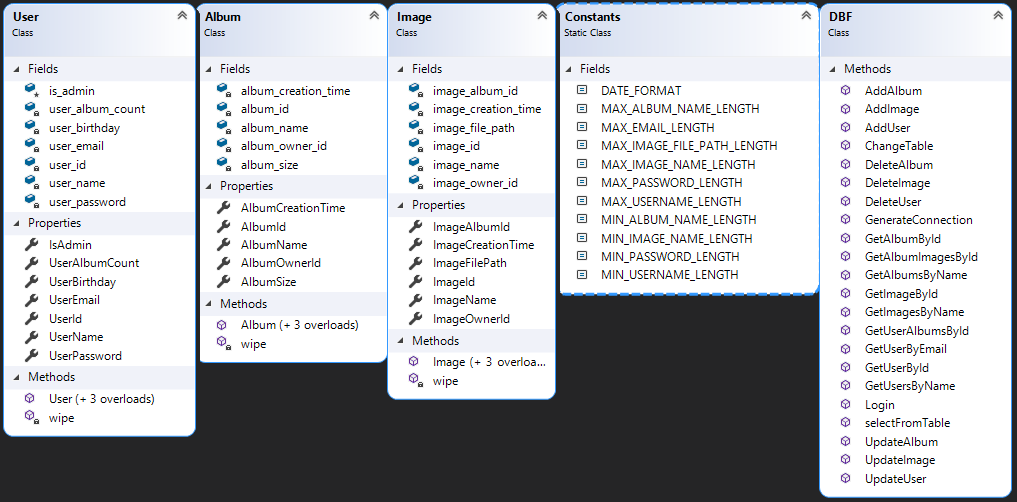 User
Class
Fields
is_admin
user_album_count
user_birthday
user_email
user_id
user_name
user_password
Properties
IsAdmin
UserAlbumCount
UserBirthday
UserEmail
UserId
UserName
UserPassword
Methods
User (+ 3 overloads)
wipe
Album
Class
Fields
album_creation_time
album_id
album_name
album_owner_id
album_size
Properties
AlbumCreationTime
AlbumId
AlbumName
AlbumOwnerId
AlbumSize
Methods
Album (+ 3 overloads)
wipe
Image
Class
Fields
image_album_id
image_creation_time
image_file_path
image_id
image_name
image_owner_id
Properties
ImageAlbumId
ImageCreationTime
ImageFilePath
ImageId
ImageName
ImageOwnerId
Methods
Image (+ 3 overloa...
wipe
Constants
Static Class
Fields
DATE_FORMAT
MAX_ALBUM_NAME_LENGTH
MAX_EMAIL_LENGTH
MAX_IMAGE_FILE_PATH_LENGTH
MAX_IMAGE_NAME_LENGTH
MAX_PASSWORD_LENGTH
MAX_USERNAME_LENGTH
MIN_ALBUM_NAME_LENGTH
MIN_IMAGE_NAME_LENGTH
MIN_PASSWORD_LENGTH
MIN_USERNAME_LENGTH
DBF
Class
Methods
AddAlbum
AddImage
AddUser
ChangeTable
DeleteAlbum
DeleteImage
DeleteUser
GenerateConnection
GetAlbumById
GetAlbumImagesById
GetAlbumsByName
GetImageById
GetImagesByName
GetUserAlbumsById
GetUserByEmail
GetUserById
GetUsersByName
Login
selectFromTable
UpdateAlbum
UpdateImage
UpdateUser